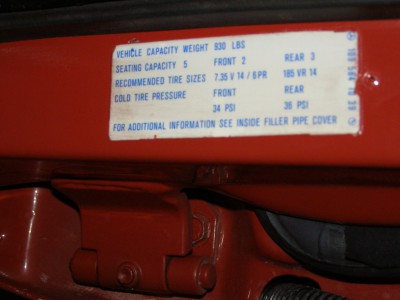 VEHICLE CAPACITY WEIGHT 930 LBS
SEATING CAPACITY 5 FRONT 2 REAR 3
RECOMMENDED TIRE SIZES 7.35 V 14 / 6 PR 185 VR 14
COLD TIRE PRESSURE FRONT REAR
34 PSI 36 PSI
FOR ADDITIONAL INFORMATION SEE INSIDE FILLER PIPE COVER